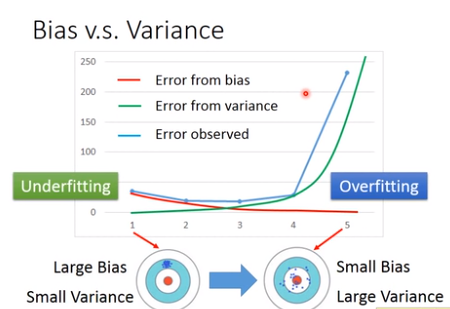 Bias v.s. Variance
250
Error from bias
200
Error from variance
150
Error observed
100
Underfitting
Overfitting
0
1 2 3 4 5
Large Bias
Small Variance
Small Bias
Large Variance